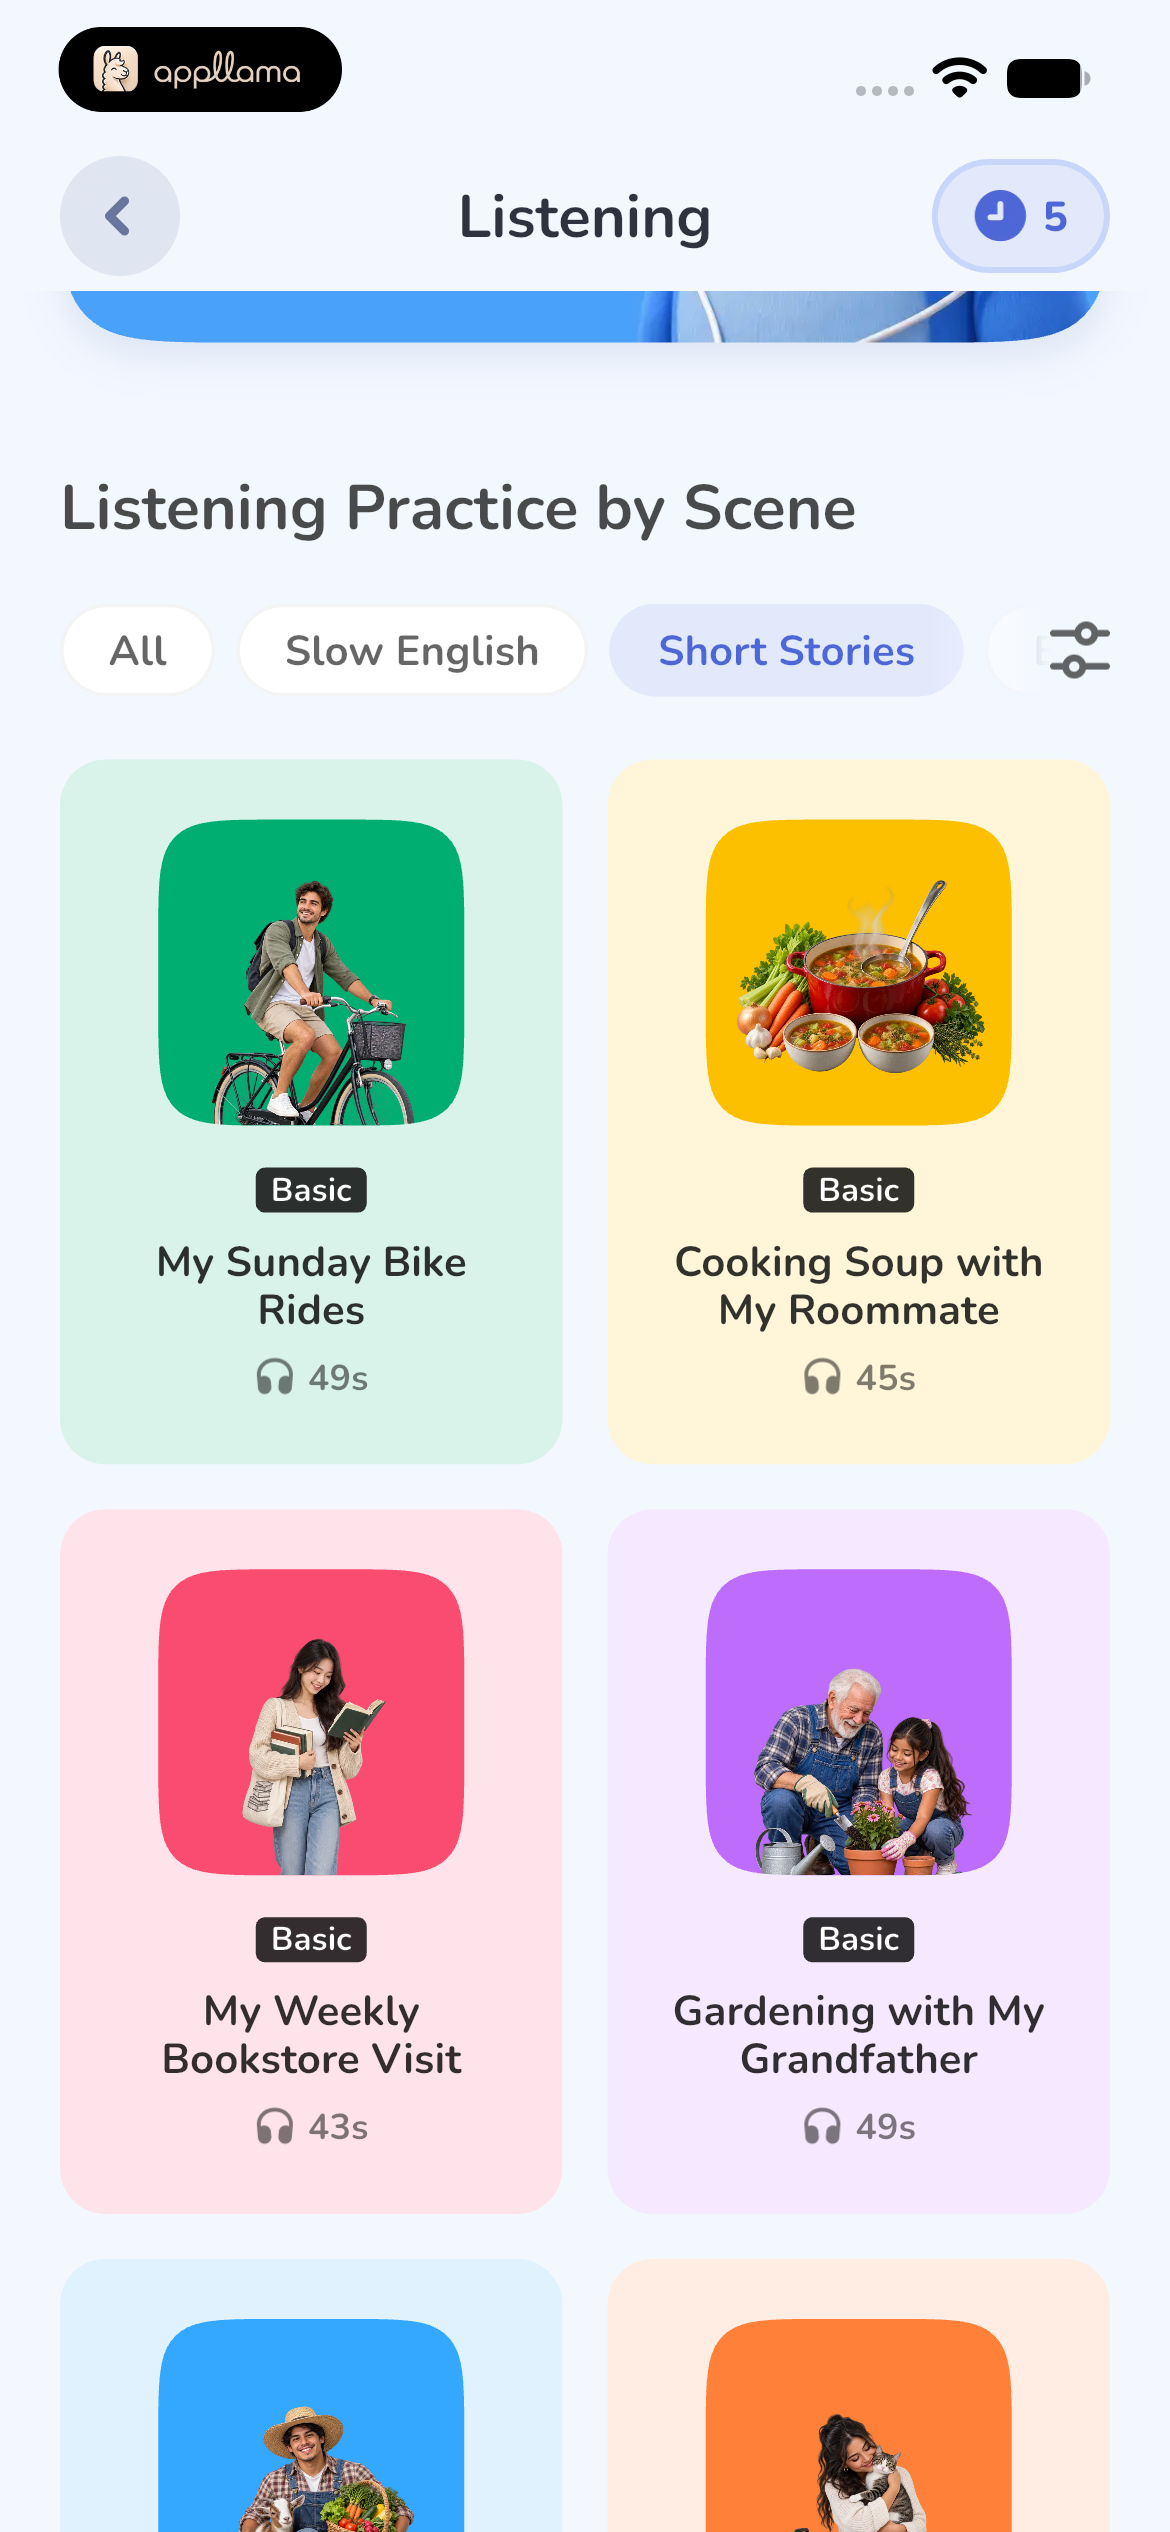 appllama
Listening
5
Listening Practice by Scene
All
Slow English
Short Stories
Basic
My Sunday Bike
Rides
49s
Basic
Cooking Soup with
My Roommate
45s
Basic
My Weekly
Bookstore Visit
43s
Basic
Gardening with My
Grandfather
49s